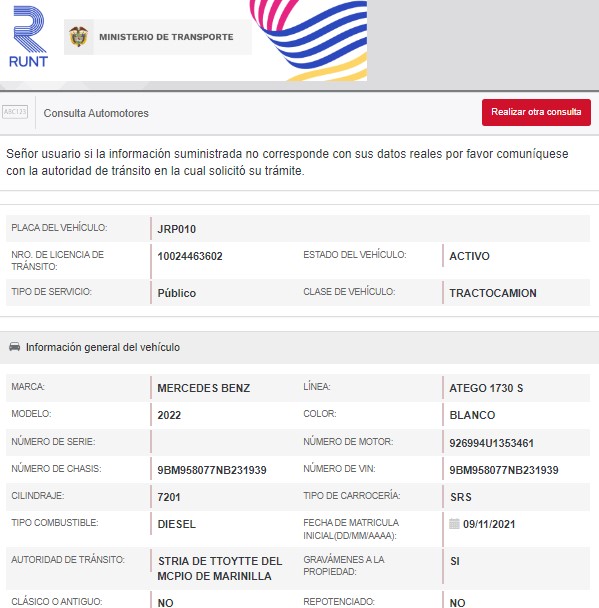 RUNT
MINISTERIO DE TRANSPORTE
ABC123
Consulta Automotores
Realizar otra consulta
Señor usuario si la información suministrada no corresponde con sus datos reales por favor comuníquese
con la autoridad de tránsito en la cual solicitó su trámite.
PLACA DEL VEHÍCULO: JRP010
NRO. DE LICENCIA DE TRÁNSITO: 10024463602 ESTADO DEL VEHÍCULO: ACTIVO
TIPO DE SERVICIO: Público CLASE DE VEHÍCULO: TRACTOCAMION
Información general del vehículo
MARCA: MERCEDES BENZ LÍNEA: ATEGO 1730 S
MODELO: 2022 COLOR: BLANCO
NÚMERO DE SERIE: NÚMERO DE MOTOR: 926994U1353461
NÚMERO DE CHASIS: 9BM958077NB231939 NÚMERO DE VIN: 9BM958077NB231939
CILINDRAJE: 7201 TIPO DE CARROCERÍA: SRS
TIPO COMBUSTIBLE: DIESEL FECHA DE MATRICULA INICIAL(DD/MM/AAAA): 09/11/2021
AUTORIDAD DE TRÁNSITO: STRIA DE TTOYTTE DEL MCPIO DE MARINILLA GRAVÁMENES A LA PROPIEDAD: SI
CLÁSICO O ANTIGUO: NO REPOTENCIADO: NO